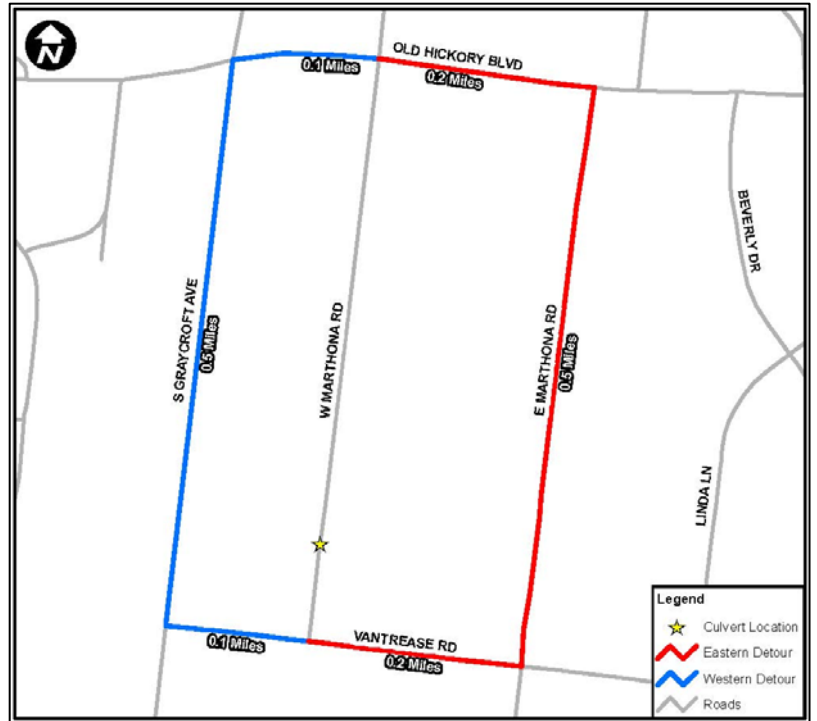 N
OLD HICKORY BLVD
0.1 Miles
0.2 Miles
BEVERLY DR
S GRAYCROFT AVE
0.5 Miles
W MARTHONA RD
E MARTHONA RD
0.5 Miles
LINDA LN
VANTREASE RD
0.1 Miles
0.2 Miles
Legend
Culvert Location
Eastern Detour
Western Detour
Roads